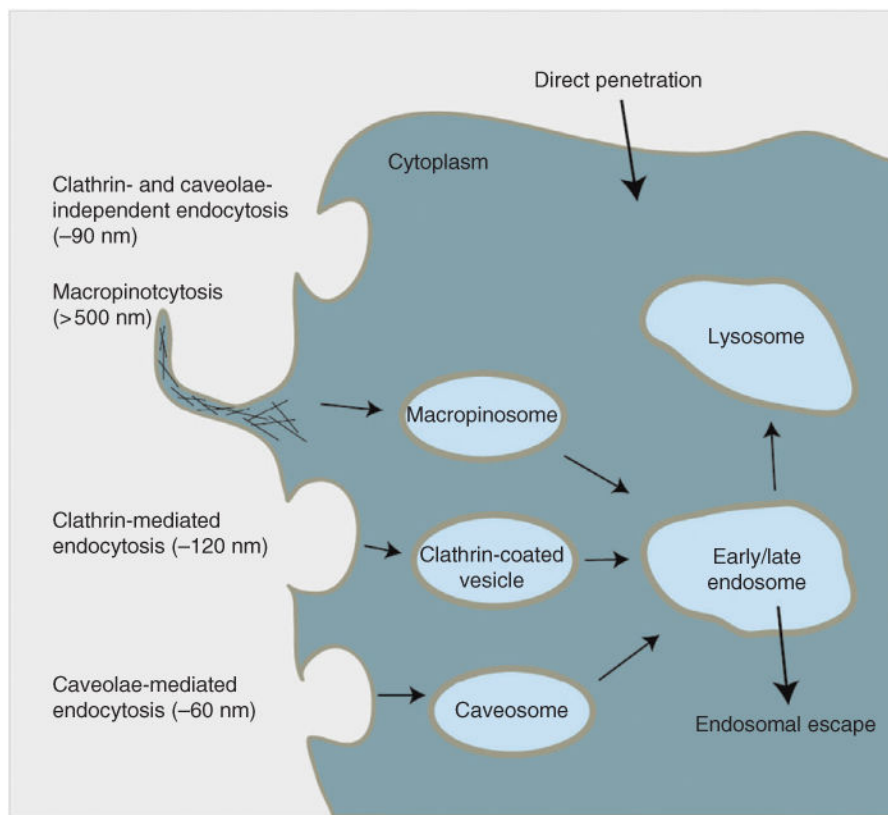 Direct penetration
Cytoplasm
Clathrin- and caveolae-
independent endocytosis
(–90 nm)
Macropinotcytosis
(>500 nm)
Lysosome
Macropinosome
Clathrin-mediated
endocytosis (–120 nm)
Clathrin-coated
vesicle
Early/late
endosome
Caveolae-mediated
endocytosis (–60 nm)
Caveosome
Endosomal escape